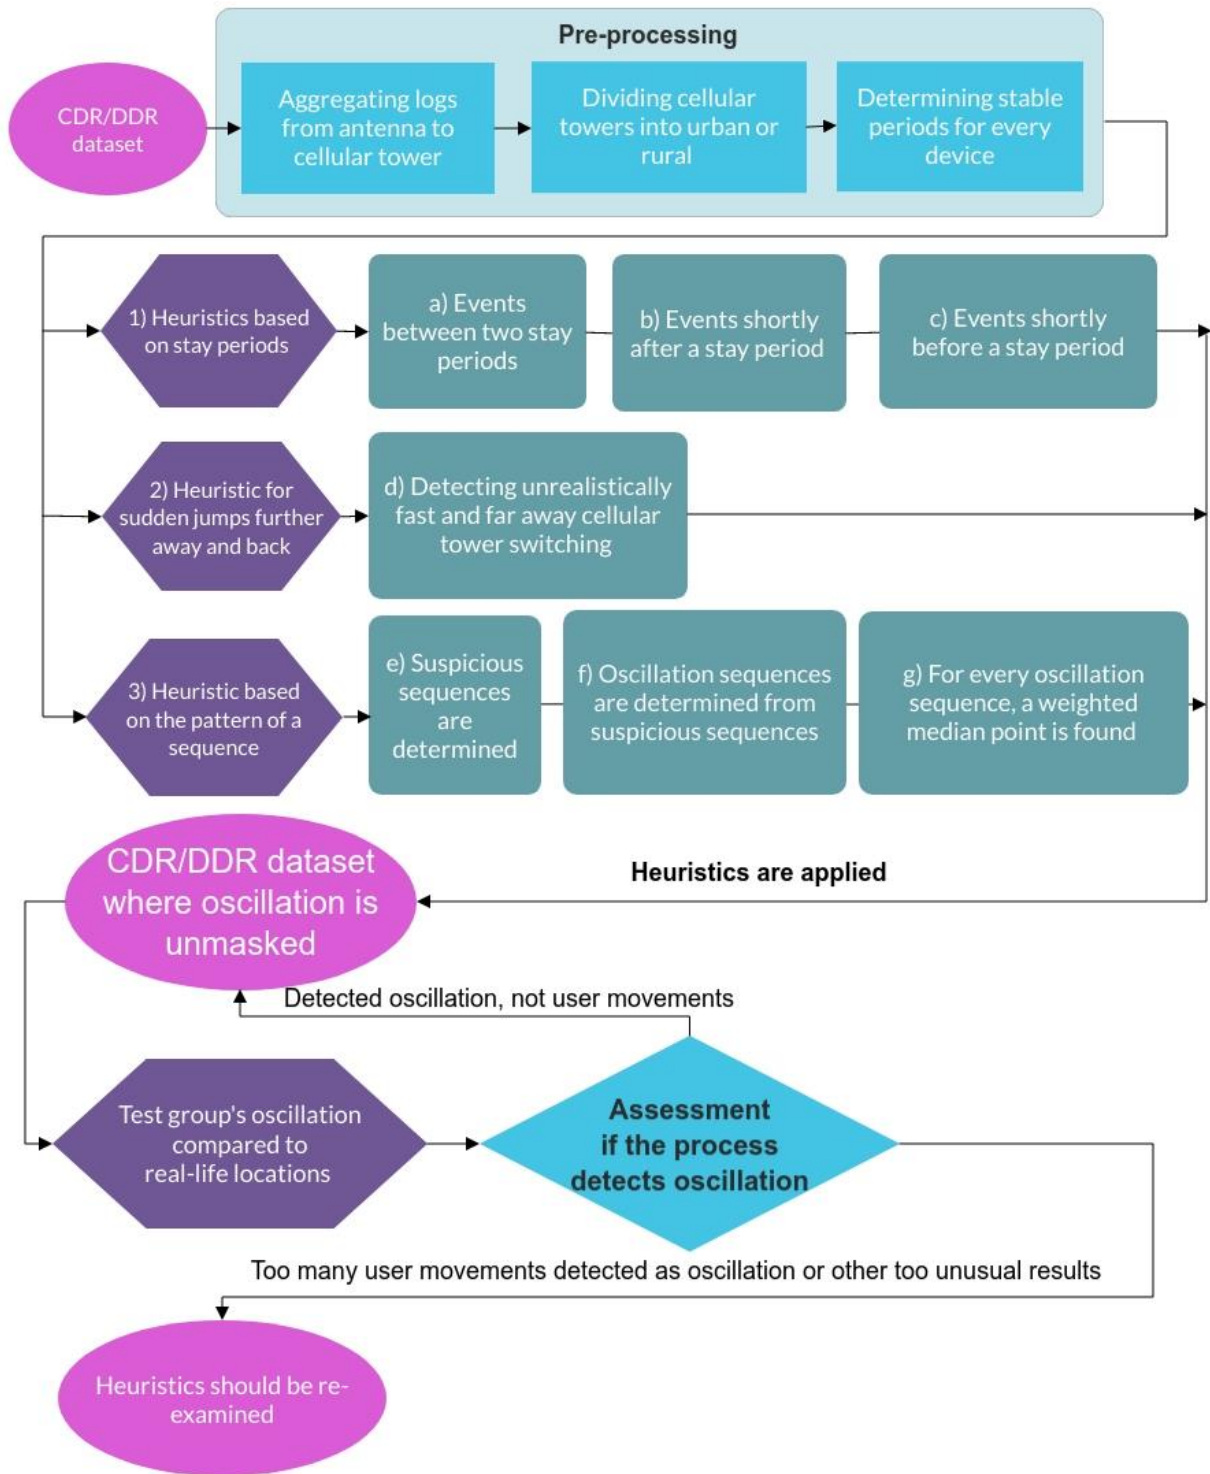 Pre-processing
CDR/DDR
dataset
Aggregating logs
from antenna to
cellular tower
Dividing cellular
towers into urban or
rural
Determining stable
periods for every
device
1) Heuristics based
on stay periods
a) Events
between two stay
periods
b) Events shortly
after a stay period
c) Events shortly
before a stay period
2) Heuristic for
sudden jumps further
away and back
d) Detecting unrealistically
fast and far away cellular
tower switching
3) Heuristic based
on the pattern of a
sequence
e) Suspicious
sequences
are
determined
f) Oscillation sequences
are determined from
suspicious sequences
g) For every oscillation
sequence, a weighted
median point is found
CDR/DDR dataset
where oscillation is
unmasked
Heuristics are applied
Detected oscillation, not user movements
Test group's oscillation
compared to
real-life locations
Assessment
if the process
detects oscillation
Too many user movements detected as oscillation or other too unusual results
Heuristics should be re-
examined